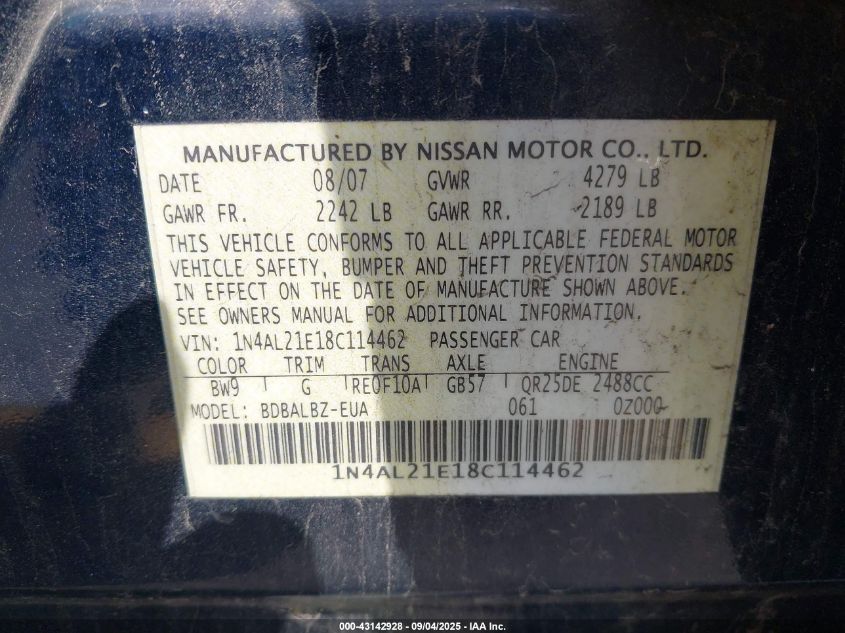 MANUFACTURED BY NISSAN MOTOR CO., LTD.
DATE 08/07 GVWR 4279 LB
GAWR FR. 2242 LB GAWR RR. 2189 LB
THIS VEHICLE CONFORMS TO ALL APPLICABLE FEDERAL MOTOR
VEHICLE SAFETY, BUMPER AND THEFT PREVENTION STANDARDS
IN EFFECT ON THE DATE OF MANUFACTURE SHOWN ABOVE.
SEE OWNERS MANUAL FOR ADDITIONAL INFORMATION.
VIN: 1N4AL21E18C114462 PASSENGER CAR
COLOR TRIM TRANS AXLE ENGINE
BW9 G RE0F10A GB57 QR25DE 2488CC
MODEL: BDBALBZ-EUA 061 0Z000-
1N4AL21E18C114462
000-43142928 - 09/04/2025 - IAA Inc.